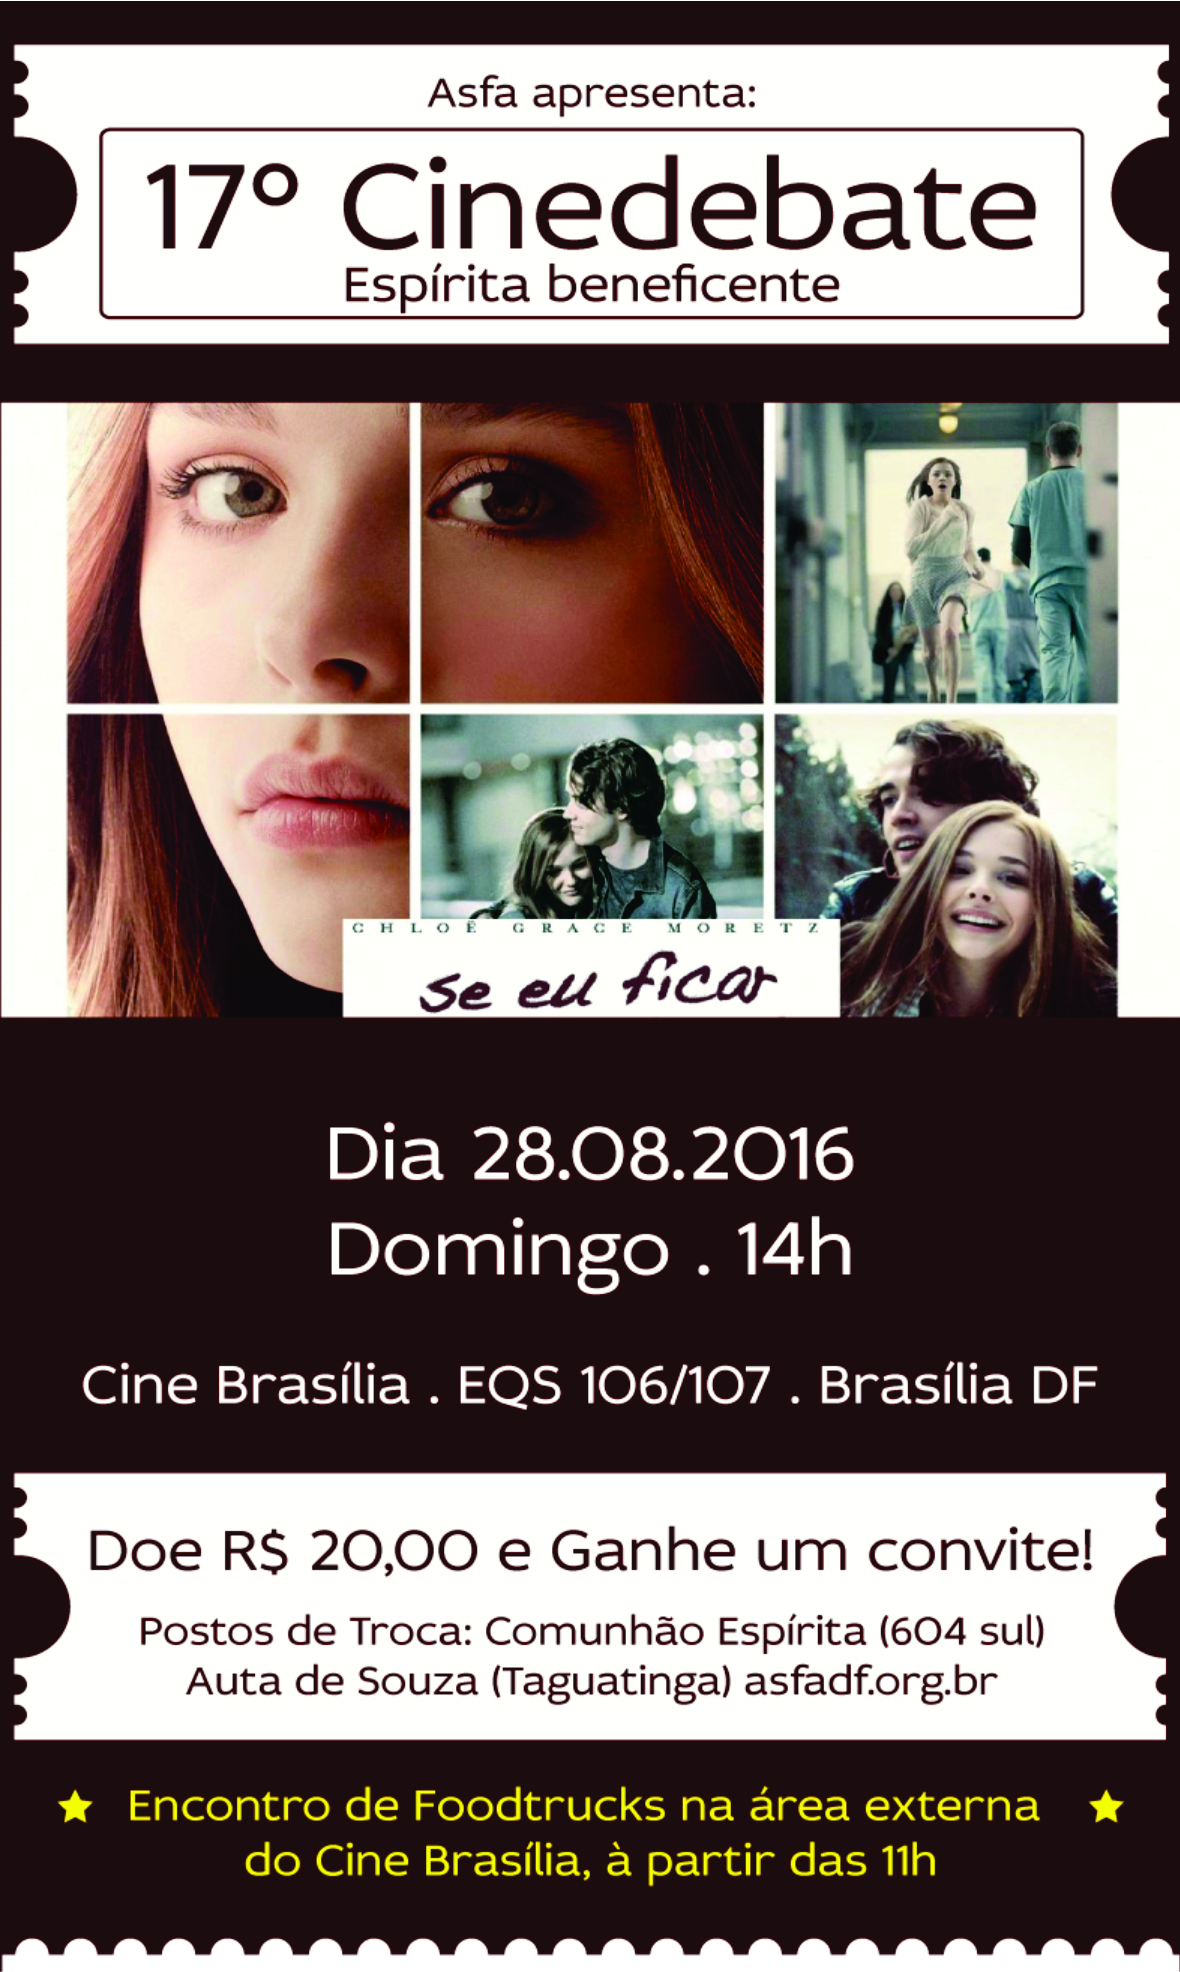 Asfa apresenta:
17° Cinedebate
Espírita beneficente
CHLOË GRACE MORETZ
se eu ficar
Dia 28.08.2016
Domingo . 14h
Cine Brasília . EQS 106/107 . Brasília DF
Doe R$ 20,00 e Ganhe um convite!
Postos de Troca: Comunhão Espírita (604 sul)
Auta de Souza (Taguatinga) asfadf.org.br
Encontro de Foodtrucks na área externa
do Cine Brasília, à partir das 11h